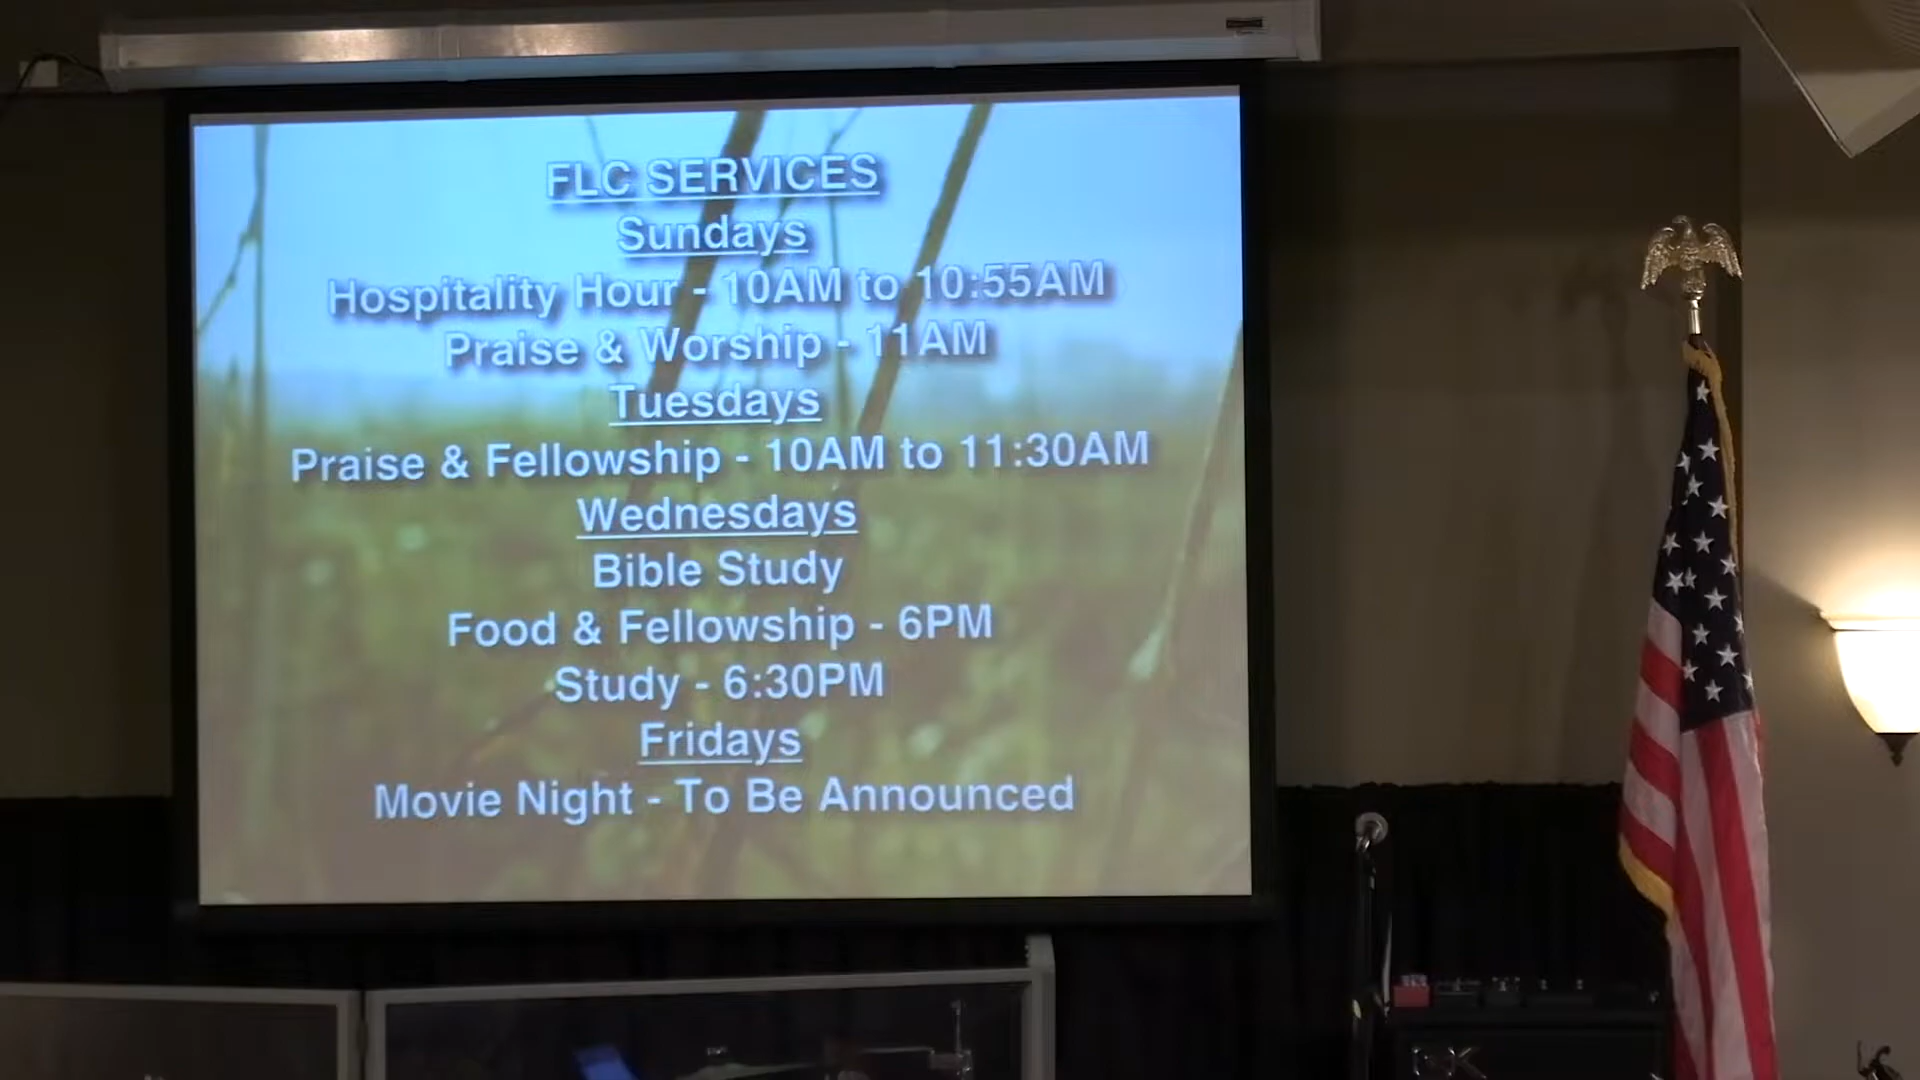 FLC SERVICES
Sundays
Hospitality Hour - 10AM to 10:55AM
Praise & Worship - 11AM
Tuesdays
Praise & Fellowship - 10AM to 11:30AM
Wednesdays
Bible Study
Food & Fellowship - 6PM
Study - 6:30PM
Fridays
Movie Night - To Be Announced